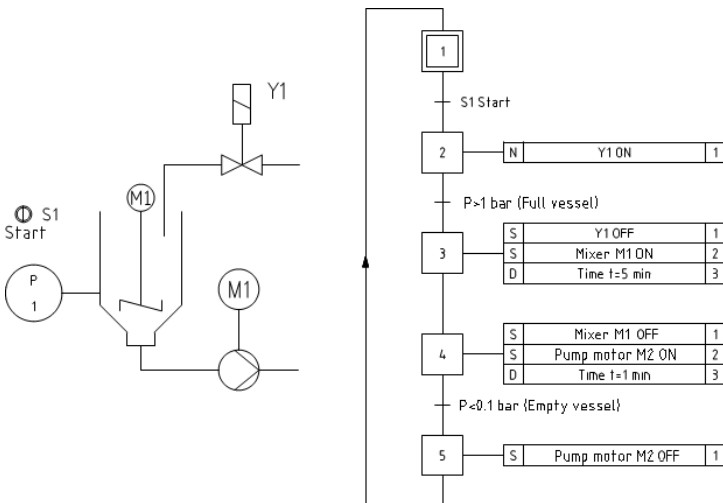 Y1
M1
S1
Start
P
1
M1
1
S1 Start
2
N Y1 ON 1
P>1 bar (Full vessel)
3
S Y1 OFF 1
S Mixer M1 ON 2
D Time t=5 min 3
4
S Mixer M1 OFF 1
S Pump motor M2 ON 2
D Time t=1 min 3
P<0.1 bar (Empty vessel)
5
S Pump motor M2 OFF 1